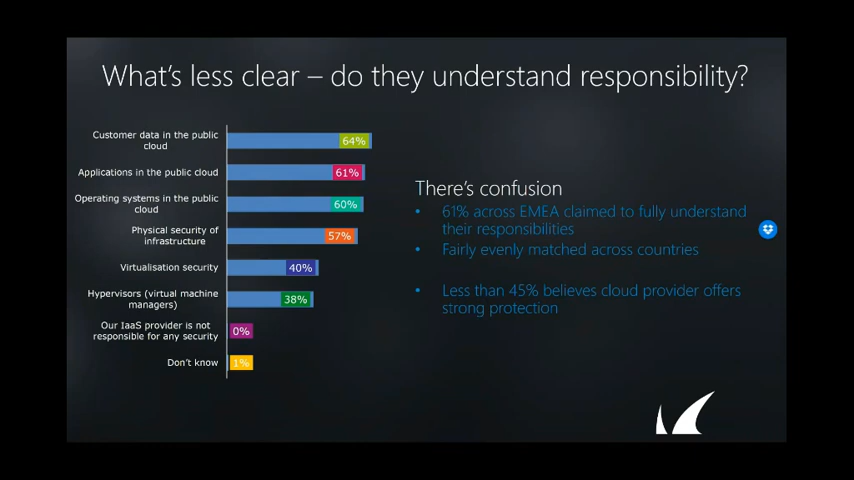 What's less clear – do they understand responsibility?
Customer data in the public
cloud
64%
Applications in the public cloud
61%
Operating systems in the public
cloud
60%
Physical security of
infrastructure
57%
Virtualisation security
40%
Hypervisors (virtual machine
managers)
38%
Our IaaS provider is not
responsible for any security
0%
Don't know
1%
There's confusion
• 61% across EMEA claimed to fully understand
their responsibilities
• Fairly evenly matched across countries
• Less than 45% believes cloud provider offers
strong protection